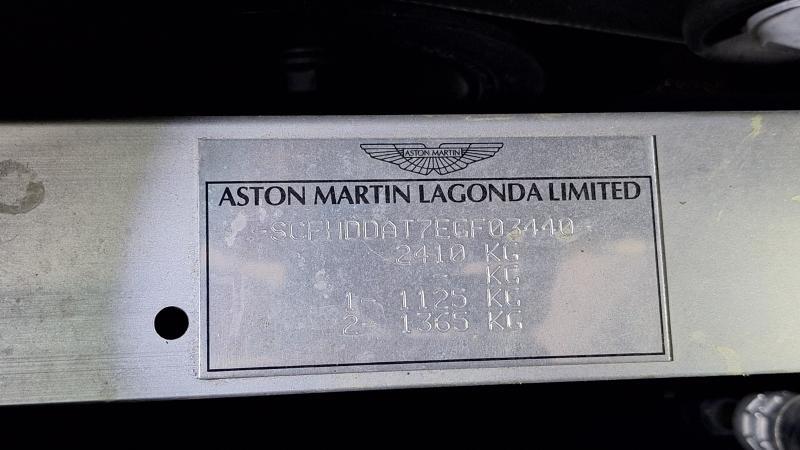 ASTON MARTIN
ASTON MARTIN LAGONDA LIMITED
-SCFHDDAT7EGF03440-
2410 KG
- KG
1- 1125 KG
2- 1365 KG